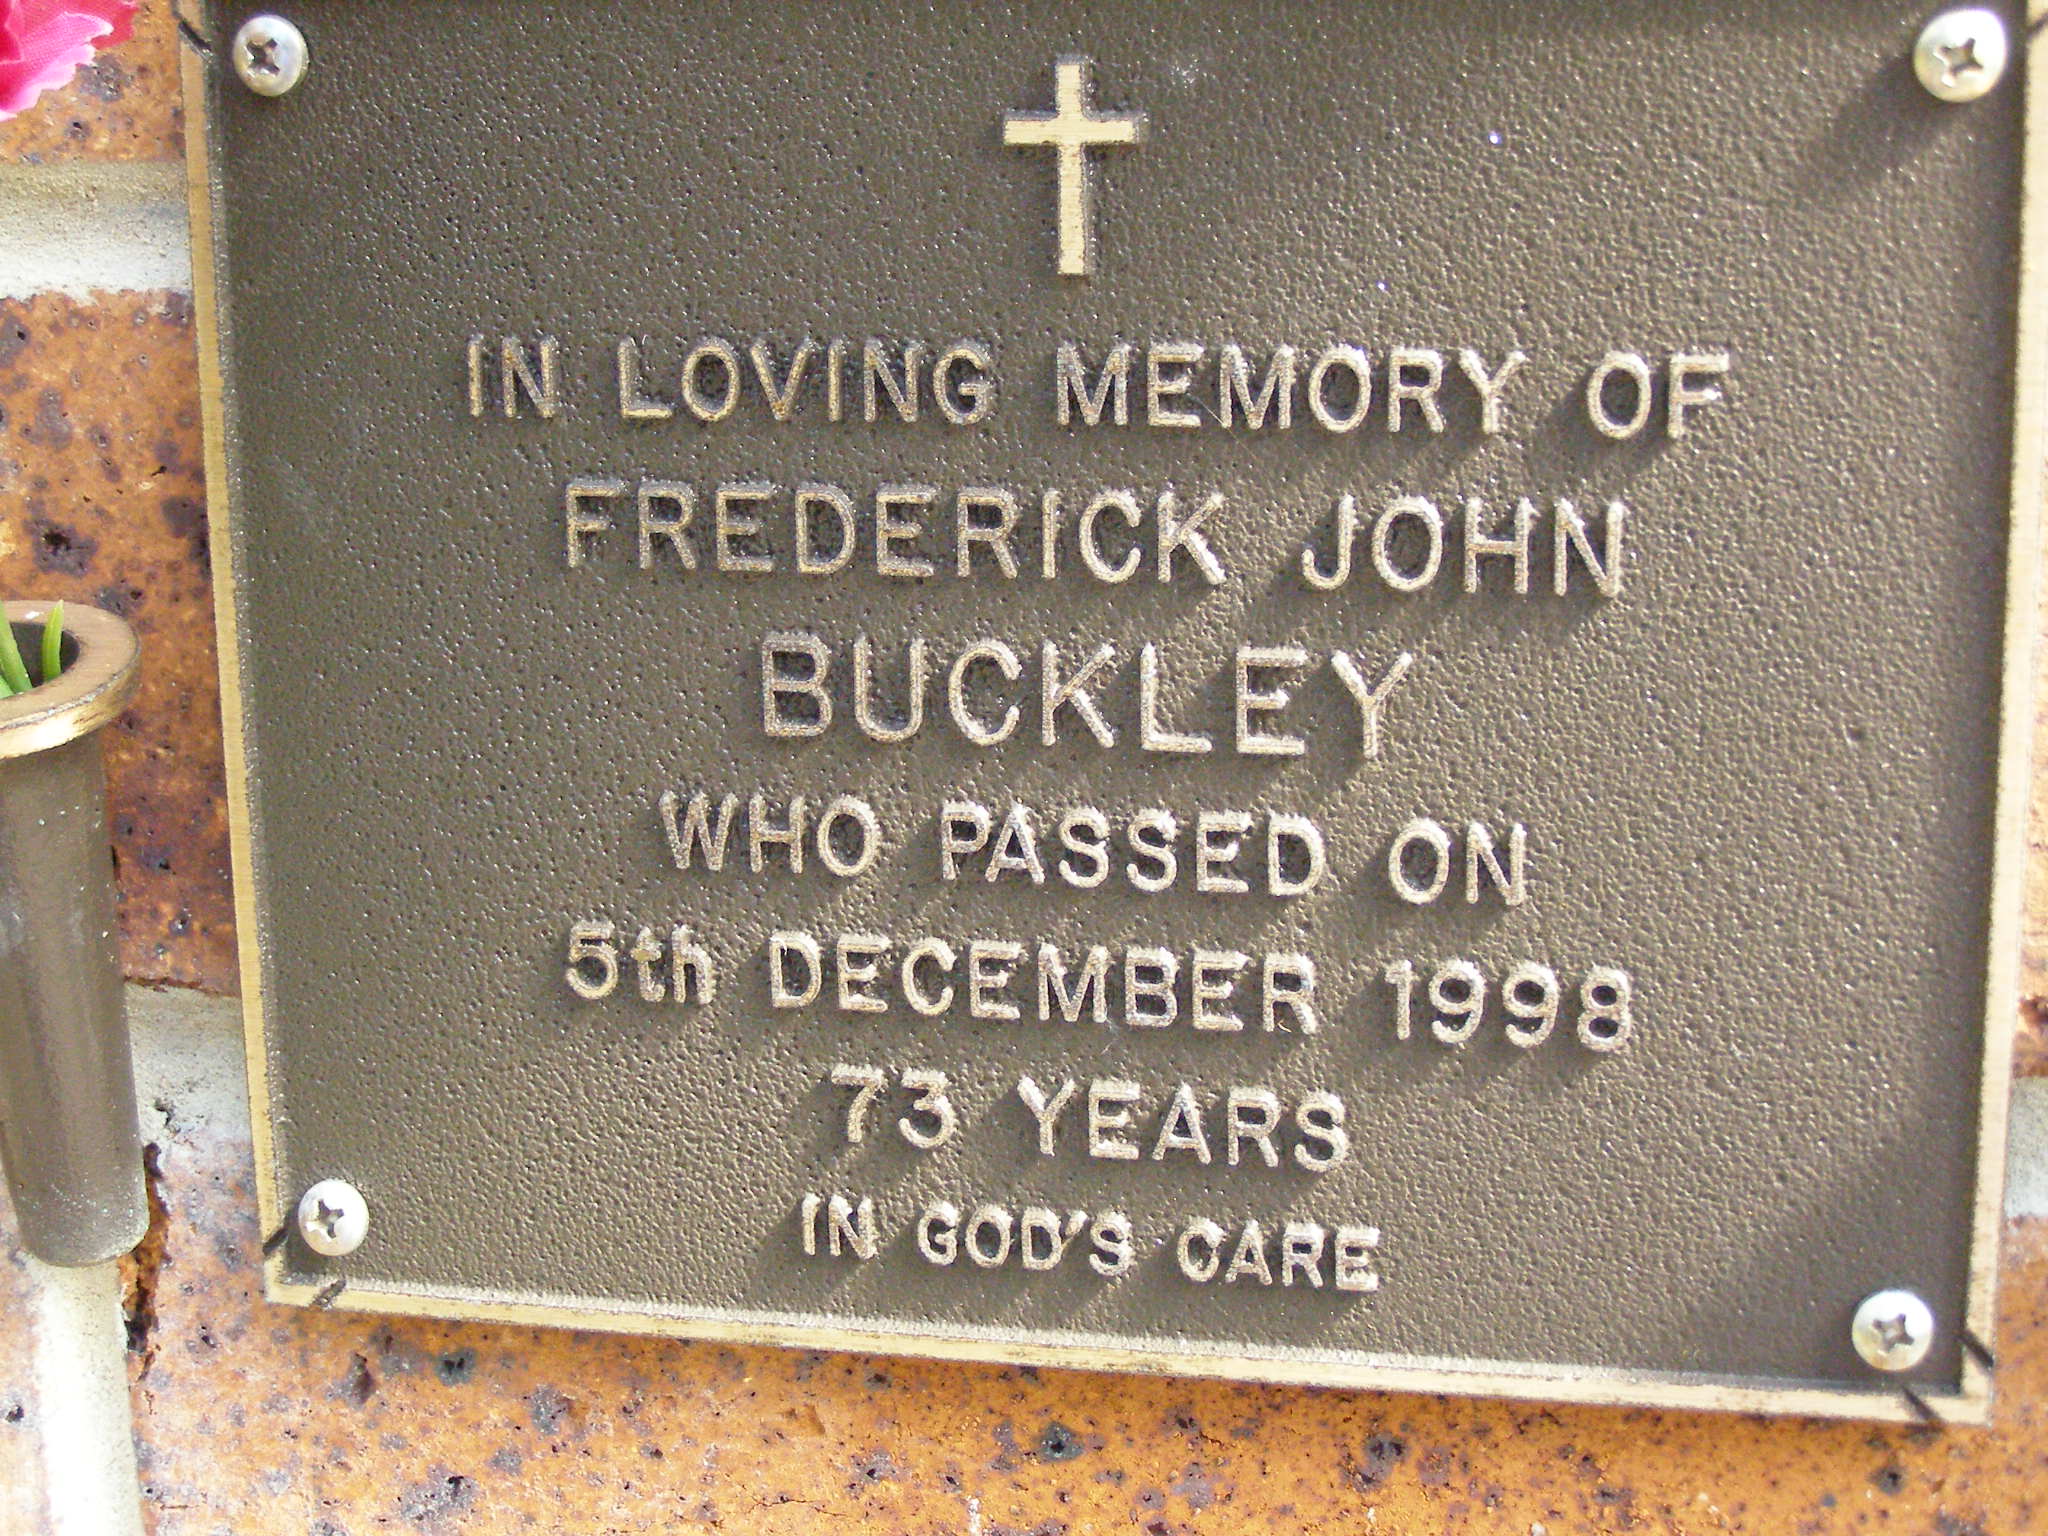 IN LOVING MEMORY OF
FREDERICK JOHN
BUCKLEY
WHO PASSED ON
5th DECEMBER 1998
73 YEARS
IN GOD'S CARE